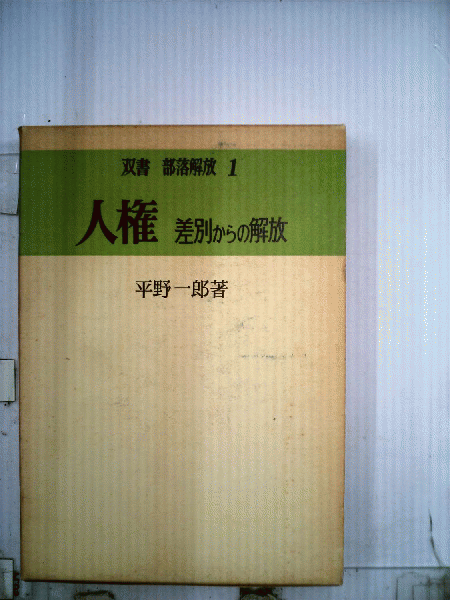 双書 部落解放 1
人権 差別からの解放
平野一郎著